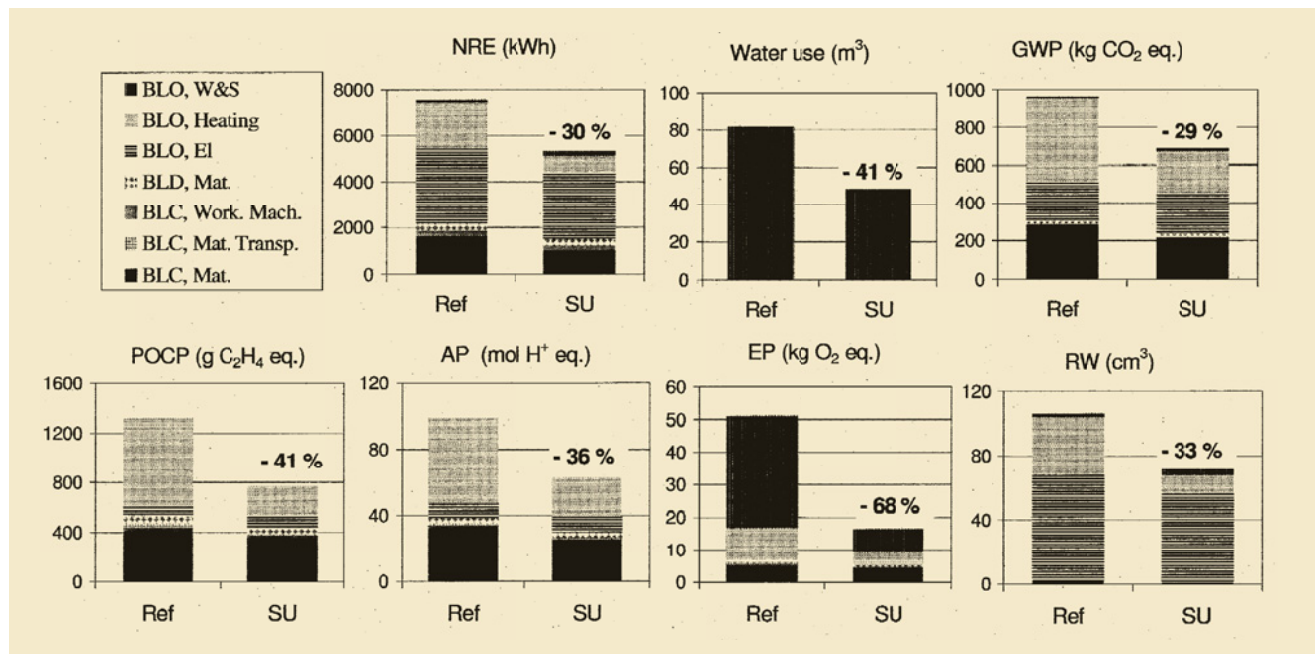 BLO, W&S
BLO, Heating
BLO, El
BLD, Mat.
BLC, Work. Mach.
BLC, Mat. Transp.
BLC, Mat.
NRE (kWh)
8000
6000
4000
2000
0
- 30 %
Ref SU
Water use (m³)
100
80
60
40
20
0
- 41 %
Ref SU
GWP (kg CO₂ eq.)
1000
800
600
400
200
0
- 29 %
Ref SU
POCP (g C₂H₄ eq.)
1600
1200
800
400
0
- 41 %
Ref SU
AP (mol H⁺ eq.)
120
80
40
0
- 36 %
Ref SU
EP (kg O₂ eq.)
60
50
40
30
20
10
0
- 68 %
Ref SU
RW (cm³)
120
80
40
0
- 33 %
Ref SU